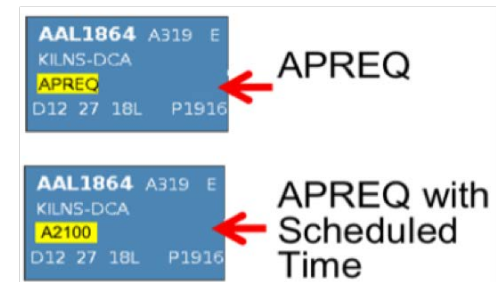 AAL1864 A319 E
KILNS-DCA
APREQ
D12 27 18L P1916
APREQ
AAL1864 A319 E
KILNS-DCA
A2100
D12 27 18L P1916
APREQ with
Scheduled
Time